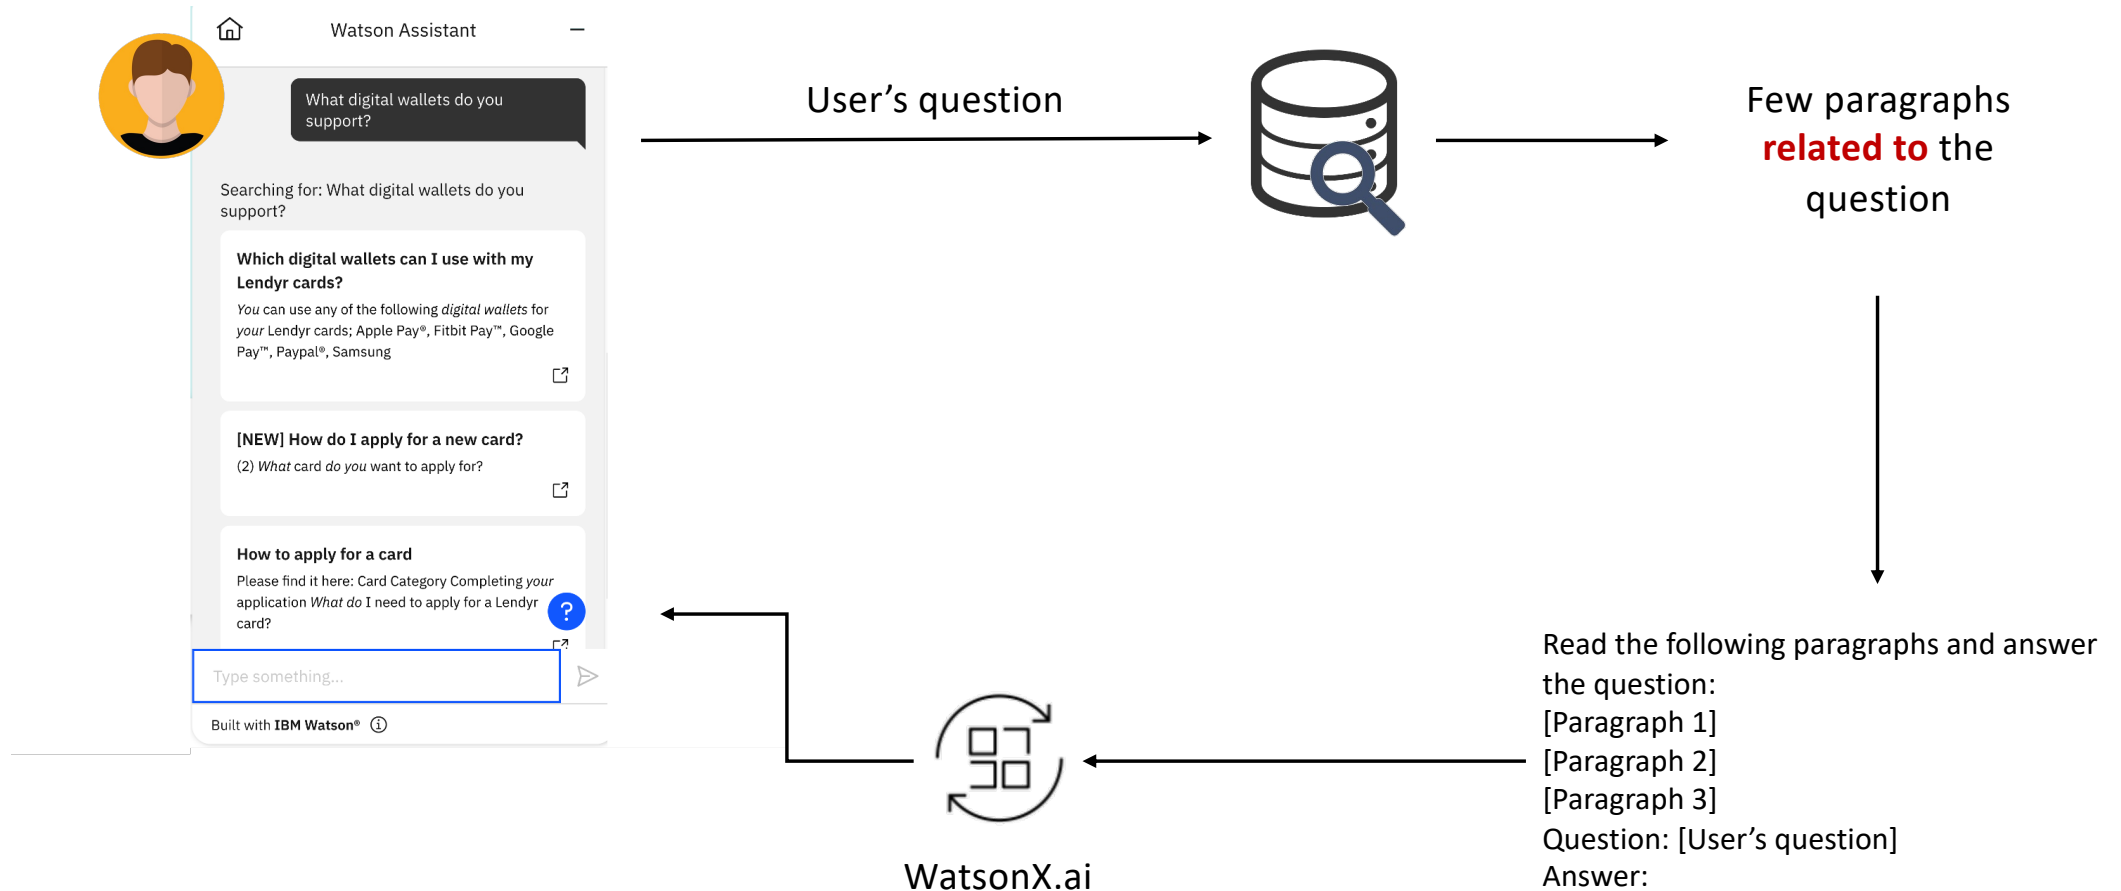 Watson Assistant
What digital wallets do you
support?
Searching for: What digital wallets do you
support?
Which digital wallets can I use with my
Lendyr cards?
You can use any of the following digital wallets for
your Lendyr cards; Apple Pay®, Fitbit Pay™, Google
Pay™, Paypal®, Samsung
[NEW] How do I apply for a new card?
(2) What card do you want to apply for?
How to apply for a card
Please find it here: Card Category Completing your
application What do I need to apply for a Lendyr
card?
?
Type something...
Built with IBM Watson®
User’s question
Few paragraphs
related to the
question
Read the following paragraphs and answer
the question:
[Paragraph 1]
[Paragraph 2]
[Paragraph 3]
Question: [User’s question]
Answer:
WatsonX.ai